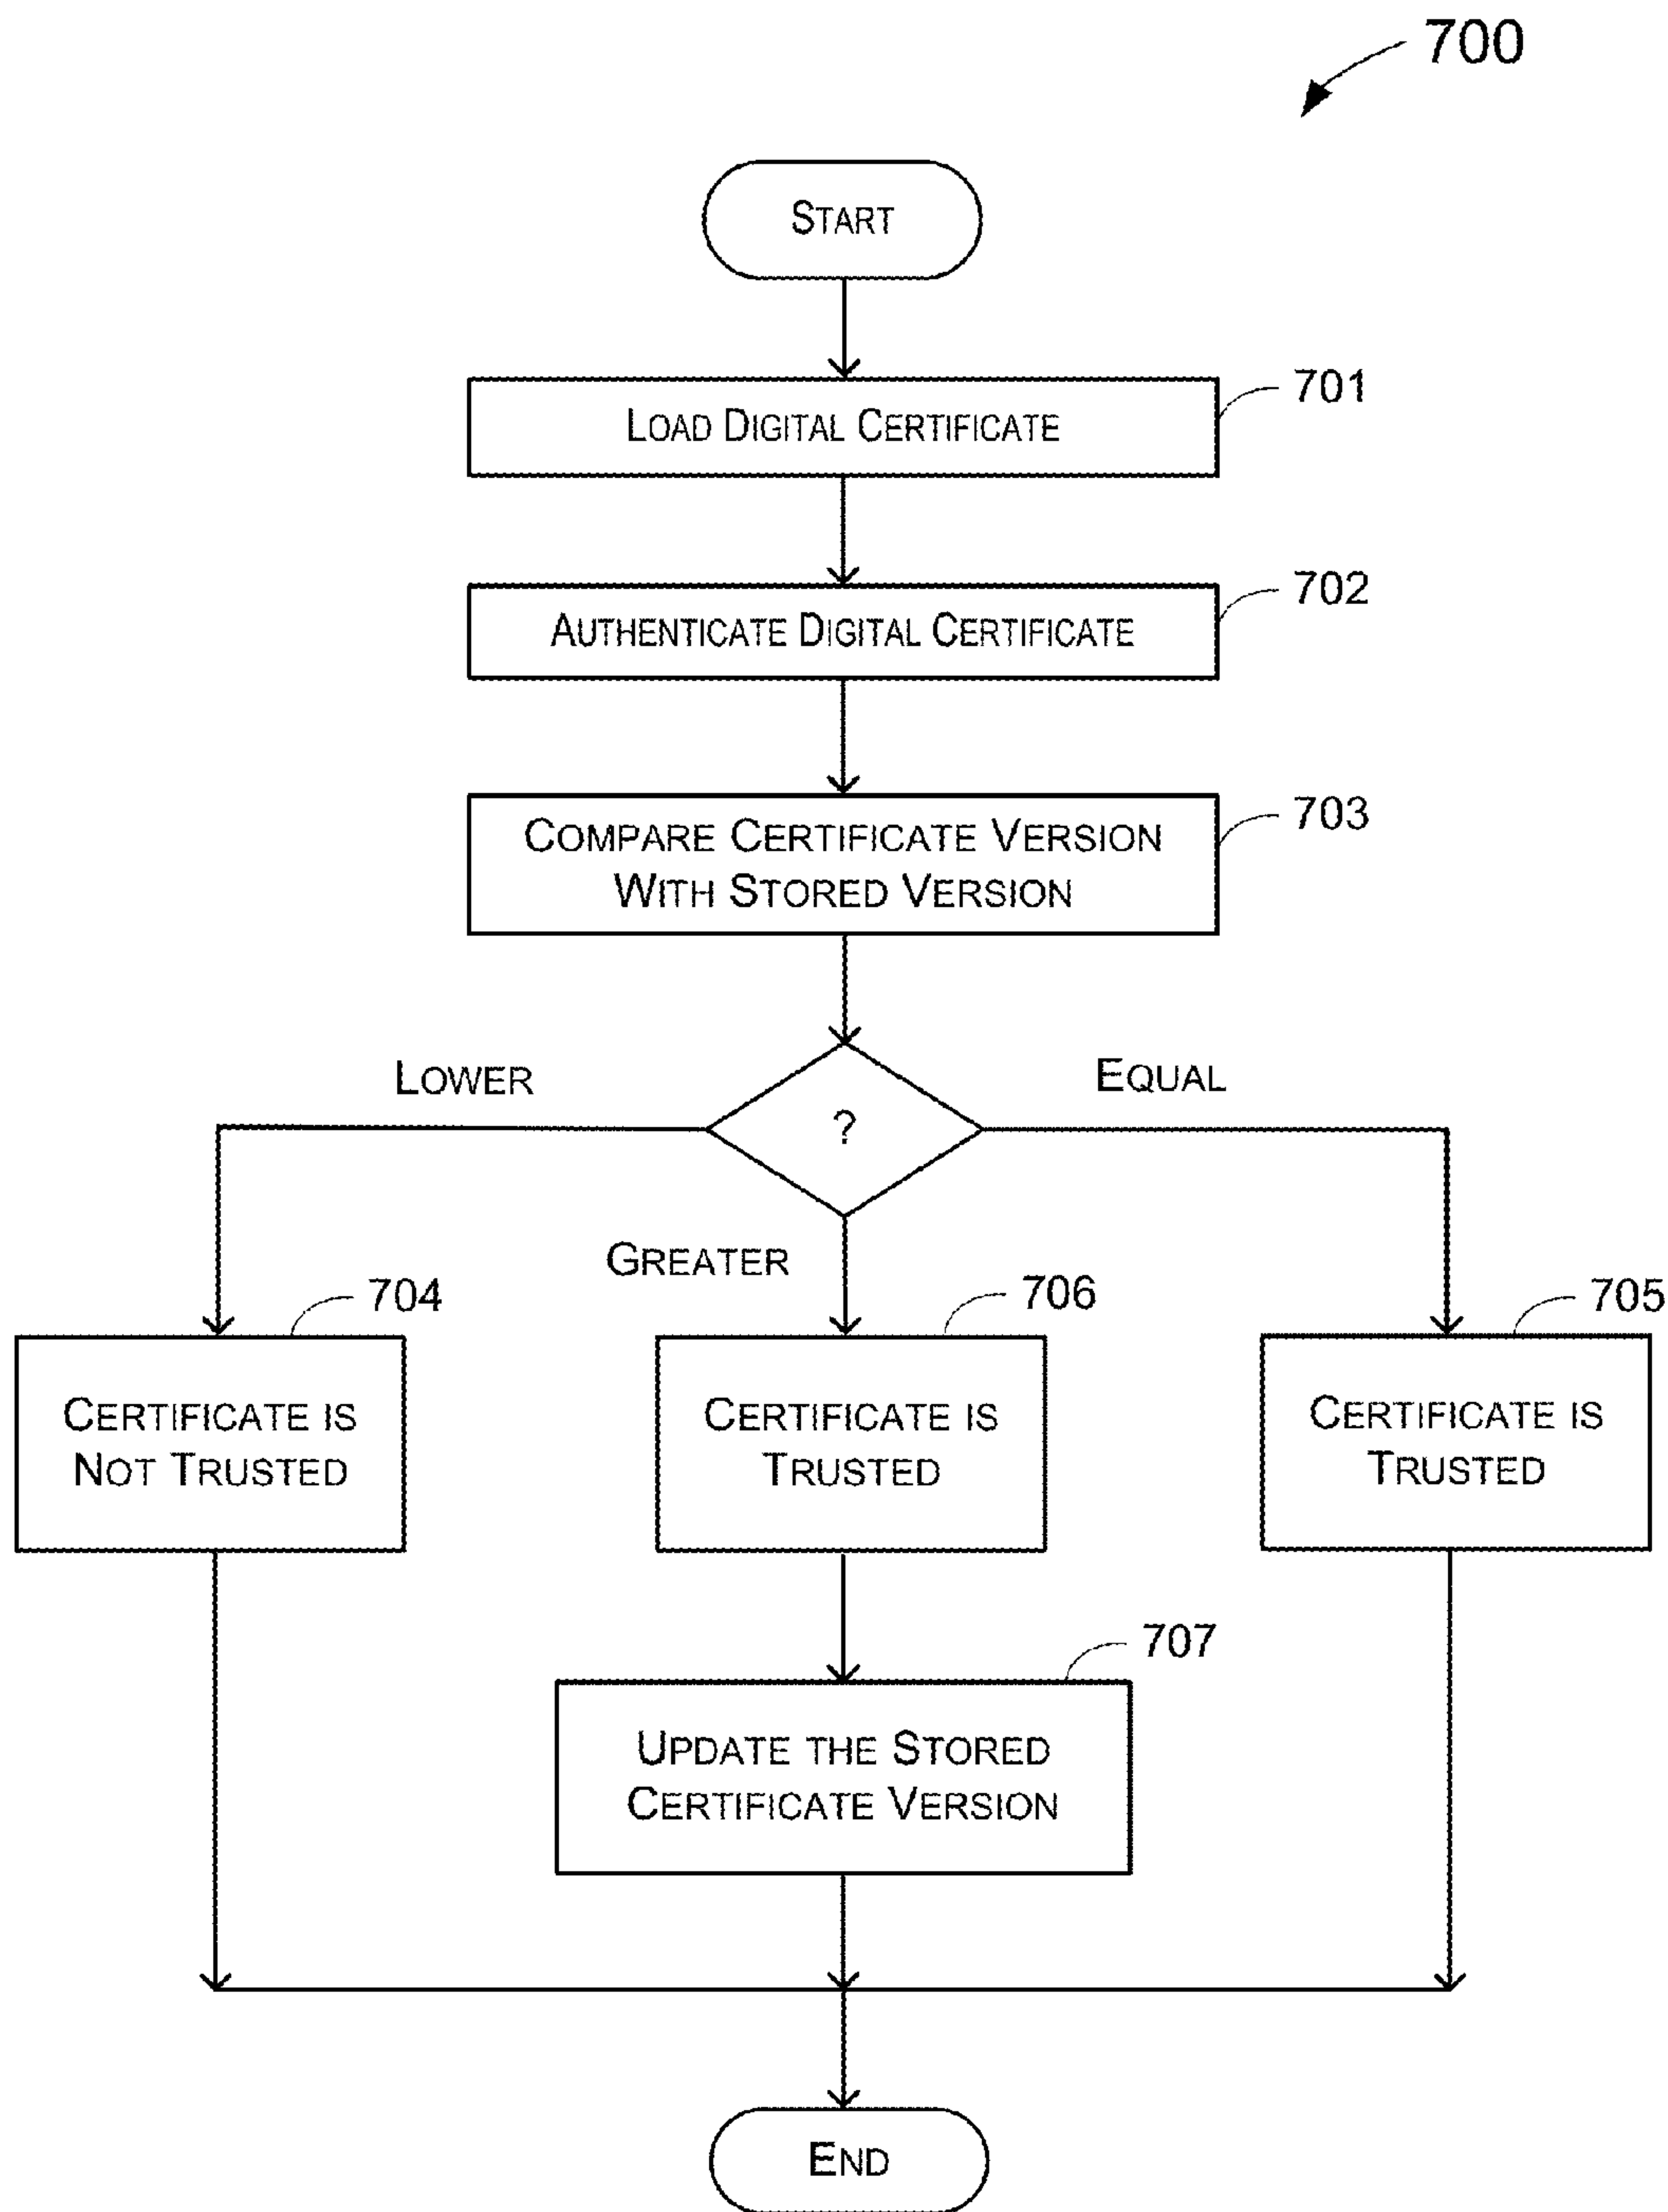 700
START
LOAD DIGITAL CERTIFICATE
701
AUTHENTICATE DIGITAL CERTIFICATE
702
COMPARE CERTIFICATE VERSION
WITH STORED VERSION
703
LOWER
?
EQUAL
GREATER
704
CERTIFICATE IS
NOT TRUSTED
706
CERTIFICATE IS
TRUSTED
705
CERTIFICATE IS
TRUSTED
707
UPDATE THE STORED
CERTIFICATE VERSION
END